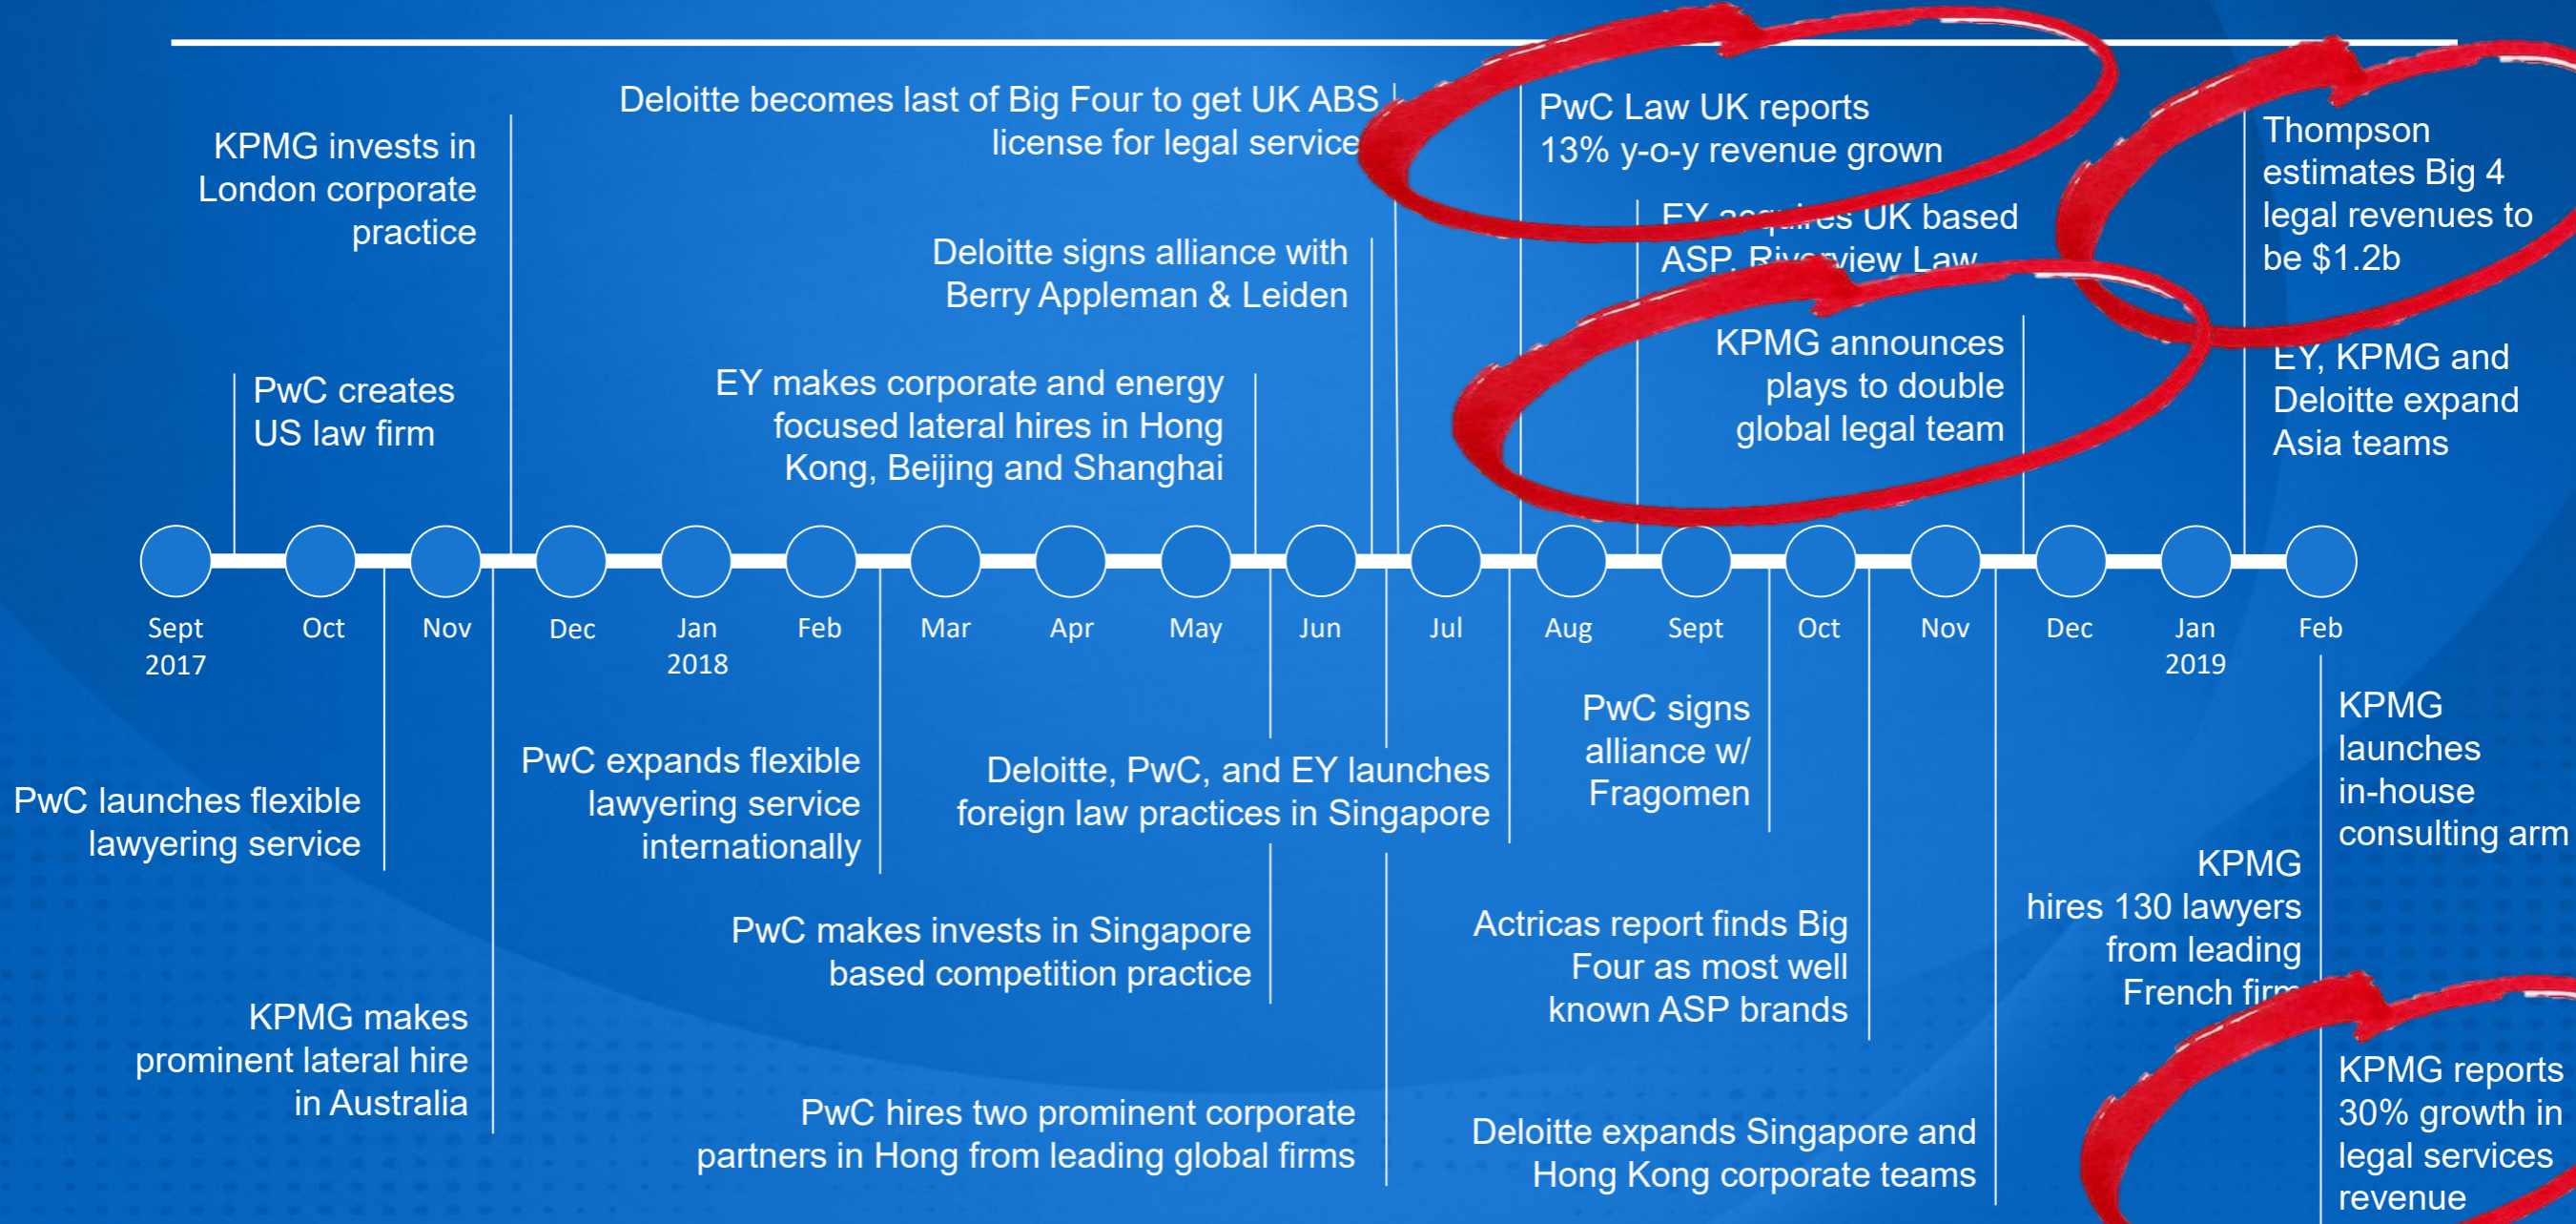 Deloitte becomes last of Big Four to get UK ABS
license for legal service
KPMG invests in
London corporate
practice
PwC Law UK reports
13% y-o-y revenue grown
Thompson
estimates Big 4
legal revenues to
be $1.2b
EY acquires UK based
ASP, Riverview Law
Deloitte signs alliance with
Berry Appleman & Leiden
PwC creates
US law firm
EY makes corporate and energy
focused lateral hires in Hong
Kong, Beijing and Shanghai
KPMG announces
plays to double
global legal team
EY, KPMG and
Deloitte expand
Asia teams
Sept
2017
Oct
Nov
Dec
Jan
2018
Feb
Mar
Apr
May
Jun
Jul
Aug
Sept
Oct
Nov
Dec
Jan
2019
Feb
PwC launches flexible
lawyering service
PwC expands flexible
lawyering service
internationally
Deloitte, PwC, and EY launches
foreign law practices in Singapore
PwC signs
alliance w/
Fragomen
KPMG
launches
in-house
consulting arm
KPMG
hires 130 lawyers
from leading
French firm
PwC makes invests in Singapore
based competition practice
Actricas report finds Big
Four as most well
known ASP brands
KPMG makes
prominent lateral hire
in Australia
PwC hires two prominent corporate
partners in Hong from leading global firms
Deloitte expands Singapore and
Hong Kong corporate teams
KPMG reports
30% growth in
legal services
revenue